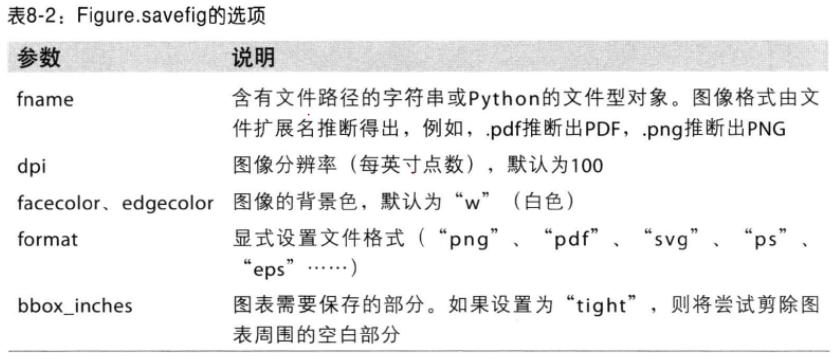 表8-2：Figure.savefig的选项
参数 说明
fname 含有文件路径的字符串或Python的文件型对象。图像格式由文
件扩展名推断得出，例如，.pdf推断出PDF，.png推断出PNG
dpi 图像分辨率（每英寸点数），默认为100
facecolor、edgecolor 图像的背景色，默认为“w”（白色）
format 显式设置文件格式（“png”、“pdf”、“svg”、“ps”、
“eps”……）
bbox_inches 图表需要保存的部分。如果设置为“tight”，则将尝试剪除图
表周围的空白部分